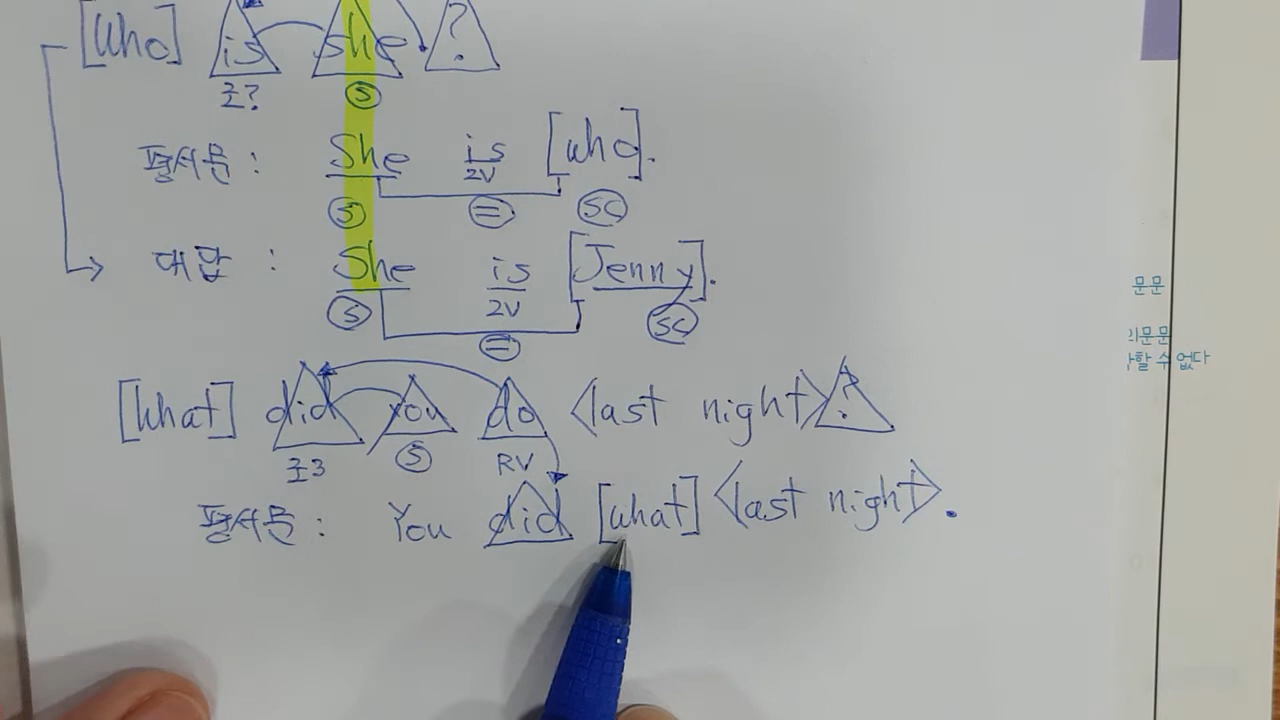 [Who] is she ?
조? Ⓢ
평서문 : She is [who].
2V
Ⓢ = SC
대답 : She is [Jenny].
Ⓢ 2V SC
=
[What] did you do <last night> ?
조3 Ⓢ RV
평서문 : You did [what] <last night>.
문문
의문문
할 수 없다